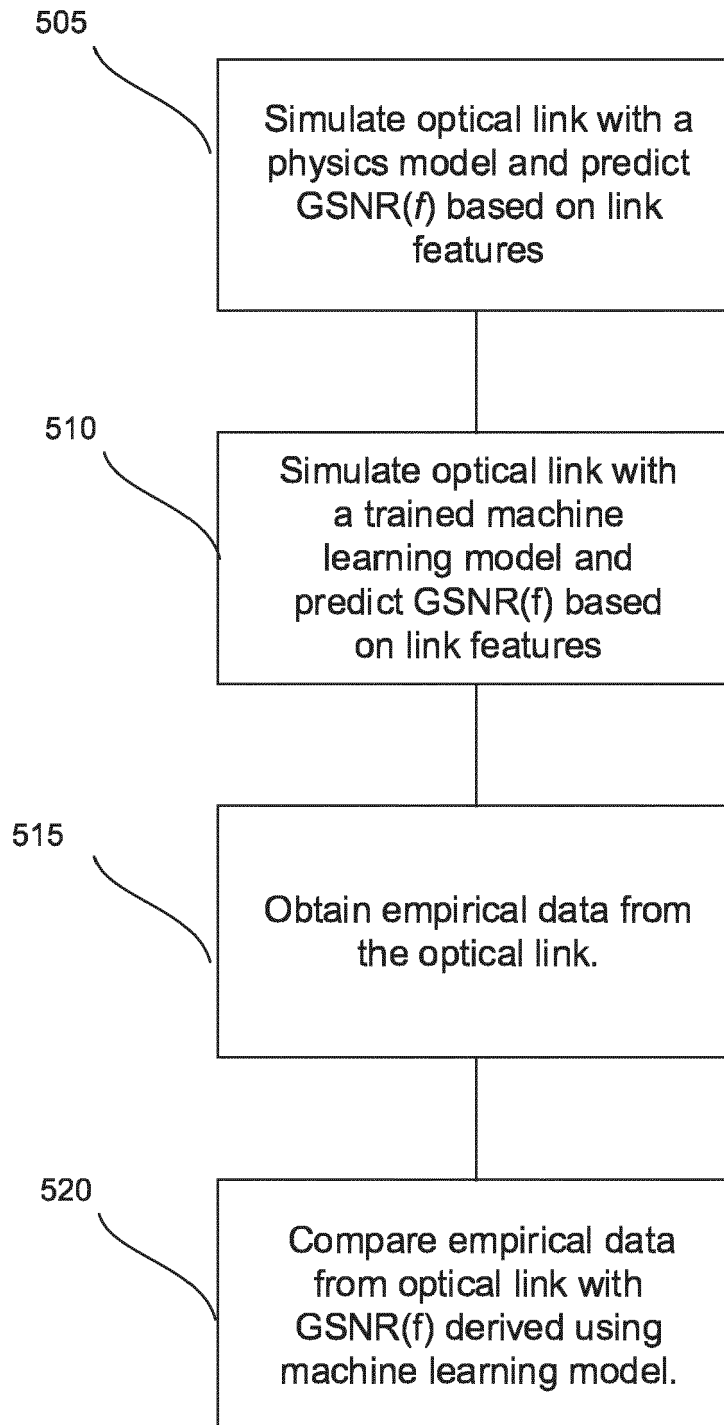 505
Simulate optical link with a
physics model and predict
GSNR(f) based on link
features
510
Simulate optical link with
a trained machine
learning model and
predict GSNR(f) based
on link features
515
Obtain empirical data from
the optical link.
520
Compare empirical data
from optical link with
GSNR(f) derived using
machine learning model.